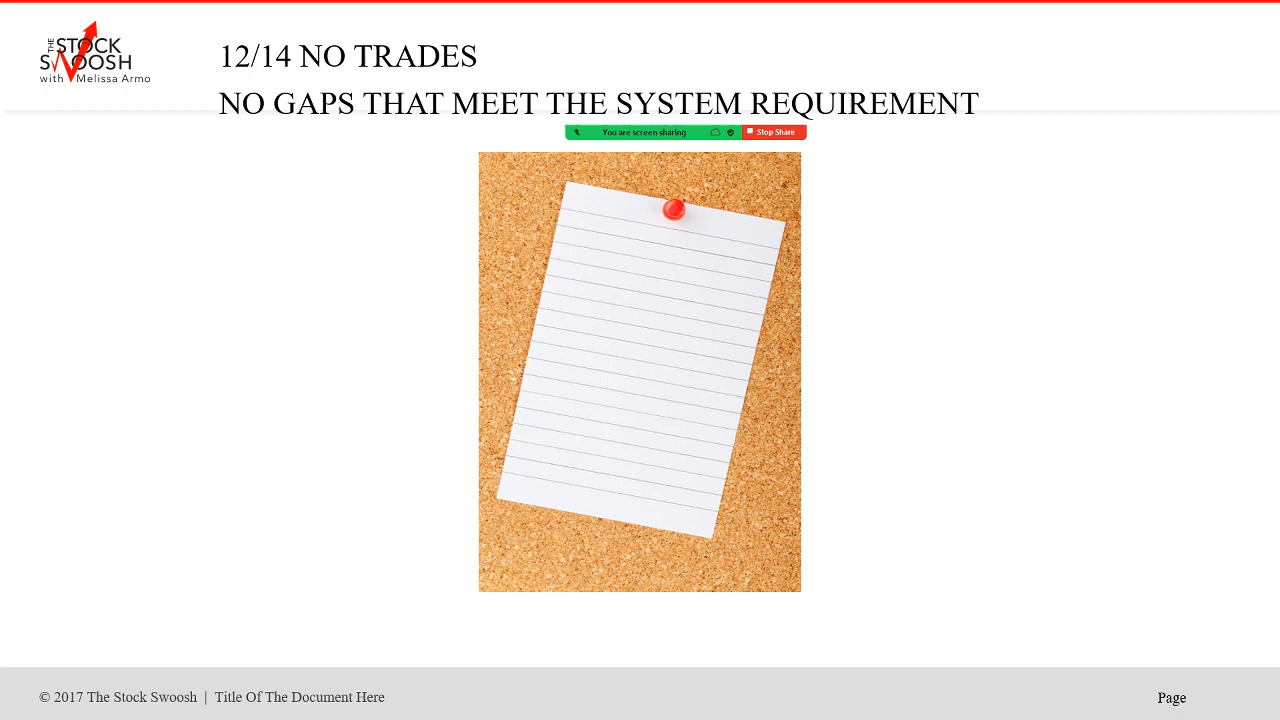 THE
STOCK
SWOOSH
with Melissa Armo
12/14 NO TRADES
NO GAPS THAT MEET THE SYSTEM REQUIREMENT
You are screen sharing Stop Share
© 2017 The Stock Swoosh | Title Of The Document Here Page